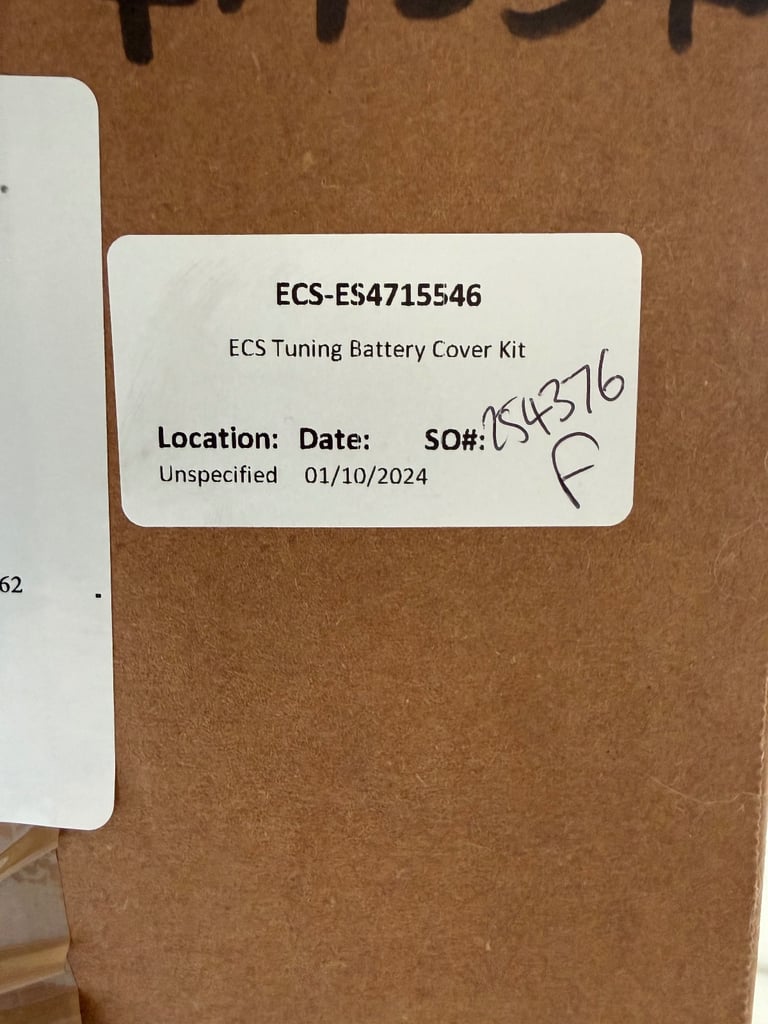 ECS-ES4715546
ECS Tuning Battery Cover Kit
Location: Date: SO#: 254376
Unspecified 01/10/2024 F
62